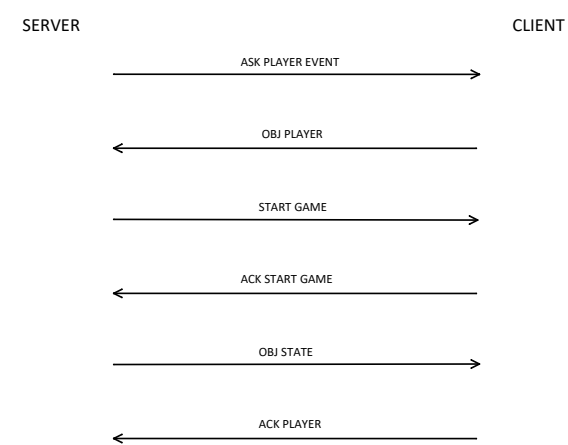 SERVER
CLIENT
ASK PLAYER EVENT
OBJ PLAYER
START GAME
ACK START GAME
OBJ STATE
ACK PLAYER